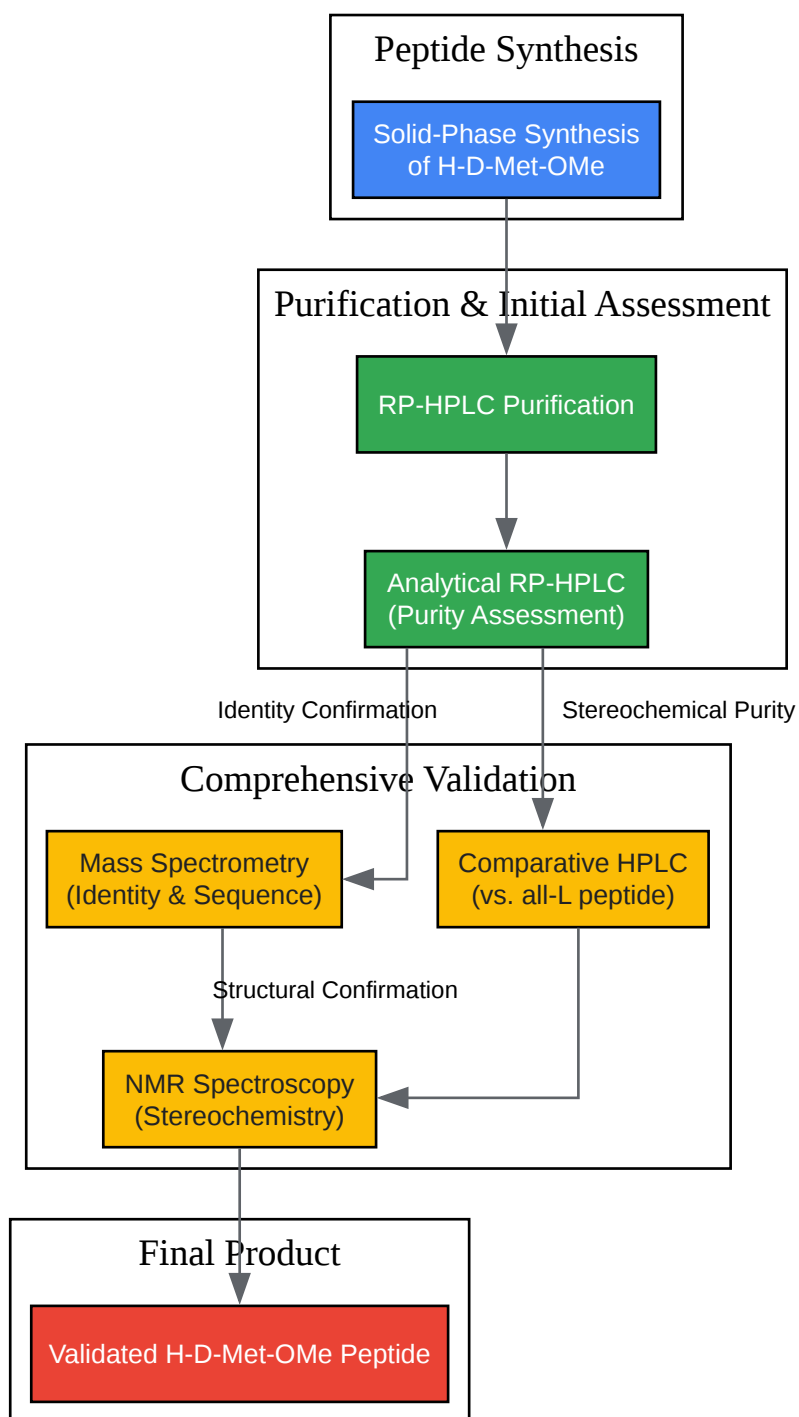 Peptide Synthesis
Solid-Phase Synthesis
of H-D-Met-OMe
Purification & Initial Assessment
RP-HPLC Purification
Analytical RP-HPLC
(Purity Assessment)
Identity Confirmation
Stereochemical Purity
Comprehensive Validation
Mass Spectrometry
(Identity & Sequence)
Comparative HPLC
(vs. all-L peptide)
Structural Confirmation
NMR Spectroscopy
(Stereochemistry)
Final Product
Validated H-D-Met-OMe Peptide